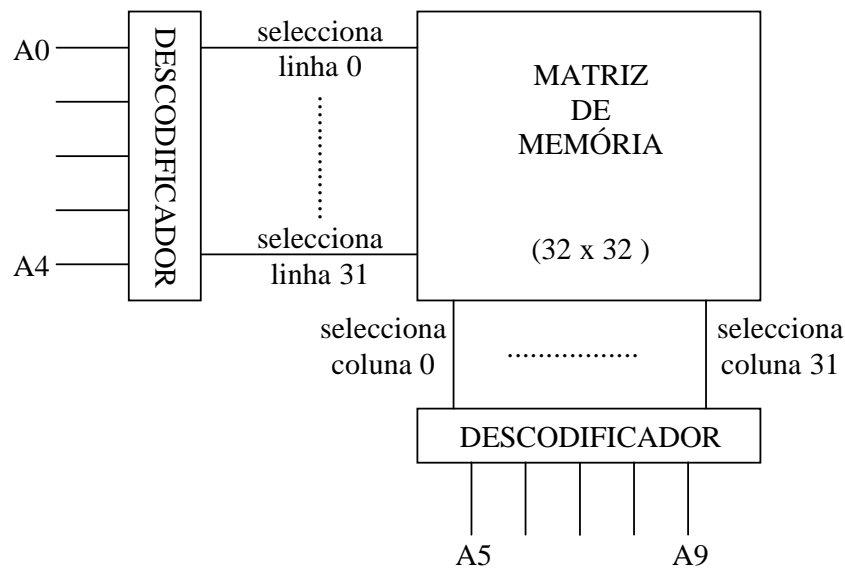 A0
A4
DESCODIFICADOR
selecciona
linha 0
selecciona
linha 31
MATRIZ
DE
MEMÓRIA
(32 x 32 )
selecciona
coluna 0
selecciona
coluna 31
DESCODIFICADOR
A5
A9